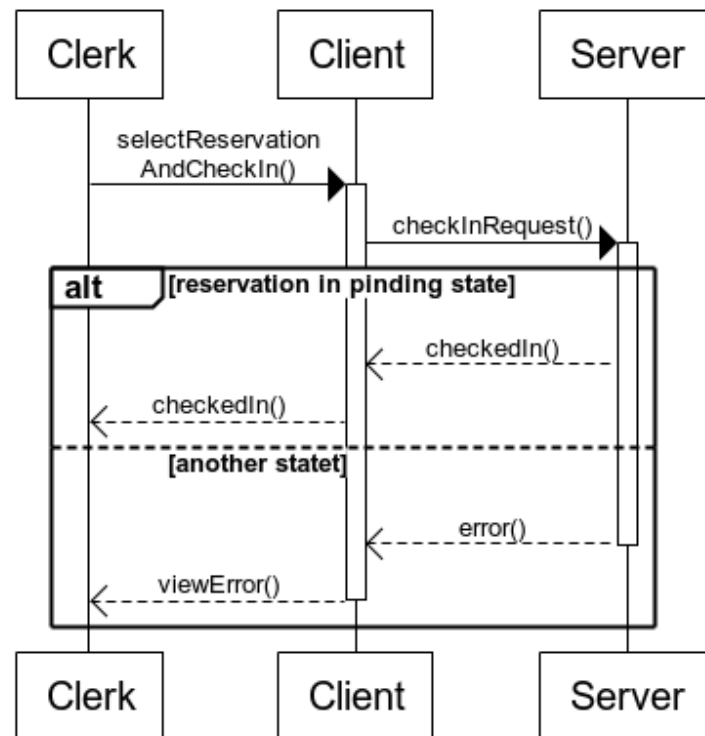 Clerk
Client
Server
selectReservation
AndCheckIn()
checkInRequest()
alt
[reservation in pinding state]
checkedIn()
checkedIn()
[another statet]
error()
viewError()
Clerk
Client
Server